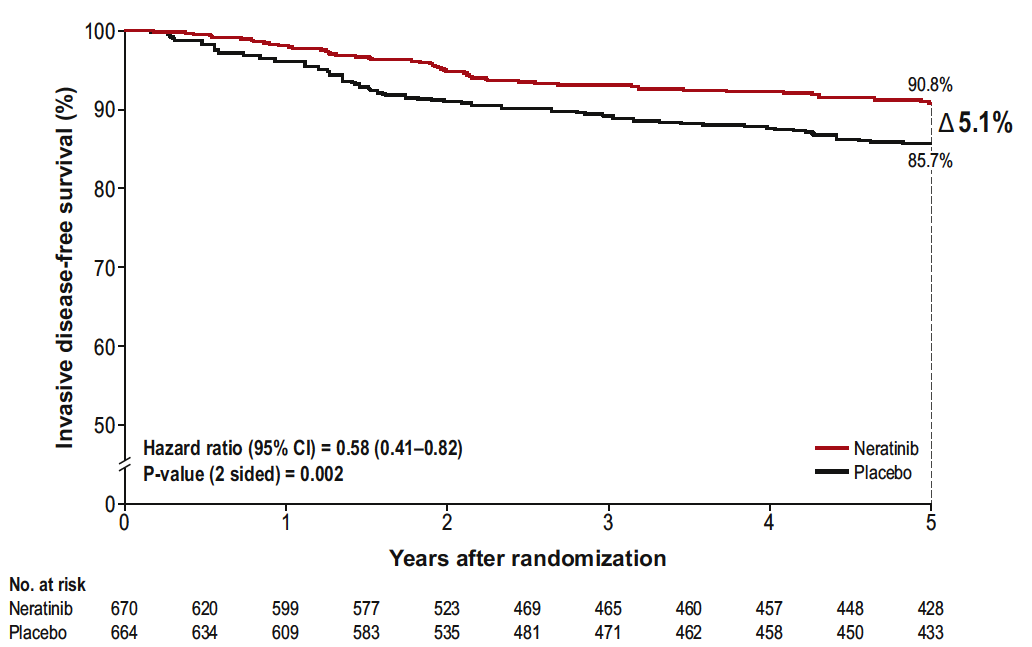 100
90
80
70
60
50
0
Invasive disease-free survival (%)
90.8%
Δ 5.1%
85.7%
Hazard ratio (95% CI) = 0.58 (0.41–0.82)
P-value (2 sided) = 0.002
Neratinib
Placebo
0 1 2 3 4 5
Years after randomization
No. at risk
Neratinib 670 620 599 577 523 469 465 460 457 448 428
Placebo 664 634 609 583 535 481 471 462 458 450 433